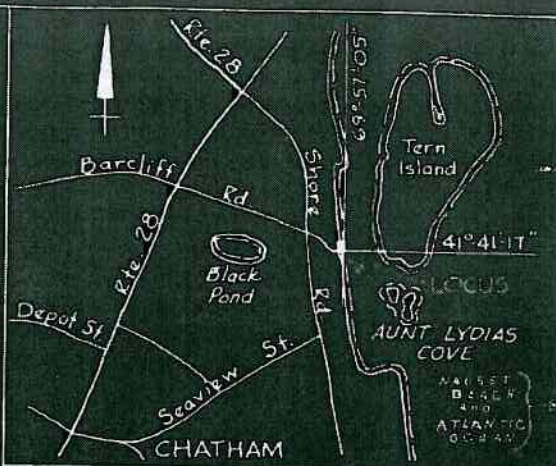 Rte. 28
69°57'05"
Tern
Island
Barcliff
Rd
Shore
Rd
Rte. 28
41°41'17"
Black
Pond
LOCUS
Depot St.
AUNT LYDIAS
COVE
Seaview St.
NAUSET
BEACH
AND
ATLANTIC
OCEAN
CHATHAM